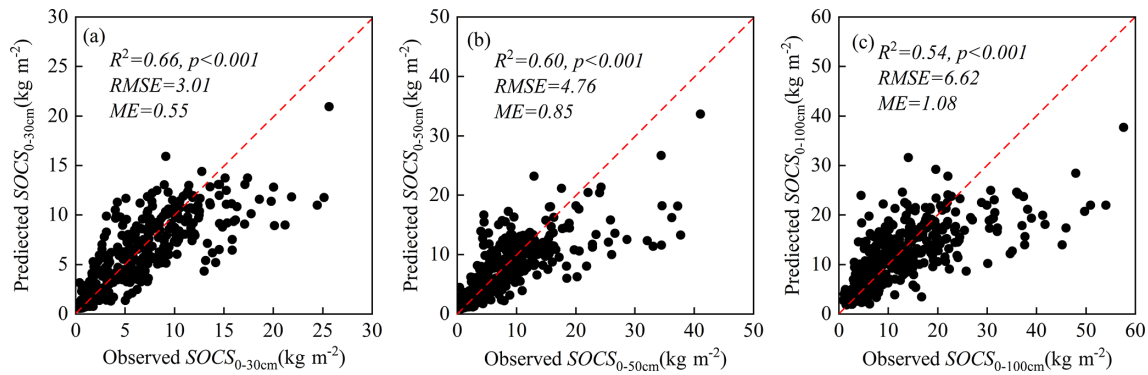 (a)
R²=0.66, p<0.001
RMSE=3.01
ME=0.55
30
25
20
15
10
5
0
0 5 10 15 20 25 30
Prediected SOCS0-30cm(kg m-2)
Observed SOCS0-30cm(kg m-2)
(b)
R²=0.60, p<0.001
RMSE=4.76
ME=0.85
50
40
30
20
10
0
0 10 20 30 40 50
Prediected SOCS0-50cm(kg m-2)
Observed SOCS0-50cm(kg m-2)
(c)
R²=0.54, p<0.001
RMSE=6.62
ME=1.08
60
50
40
30
20
10
0
0 10 20 30 40 50 60
Prediected SOCS0-100cm(kg m-2)
Observed SOCS0-100cm(kg m-2)